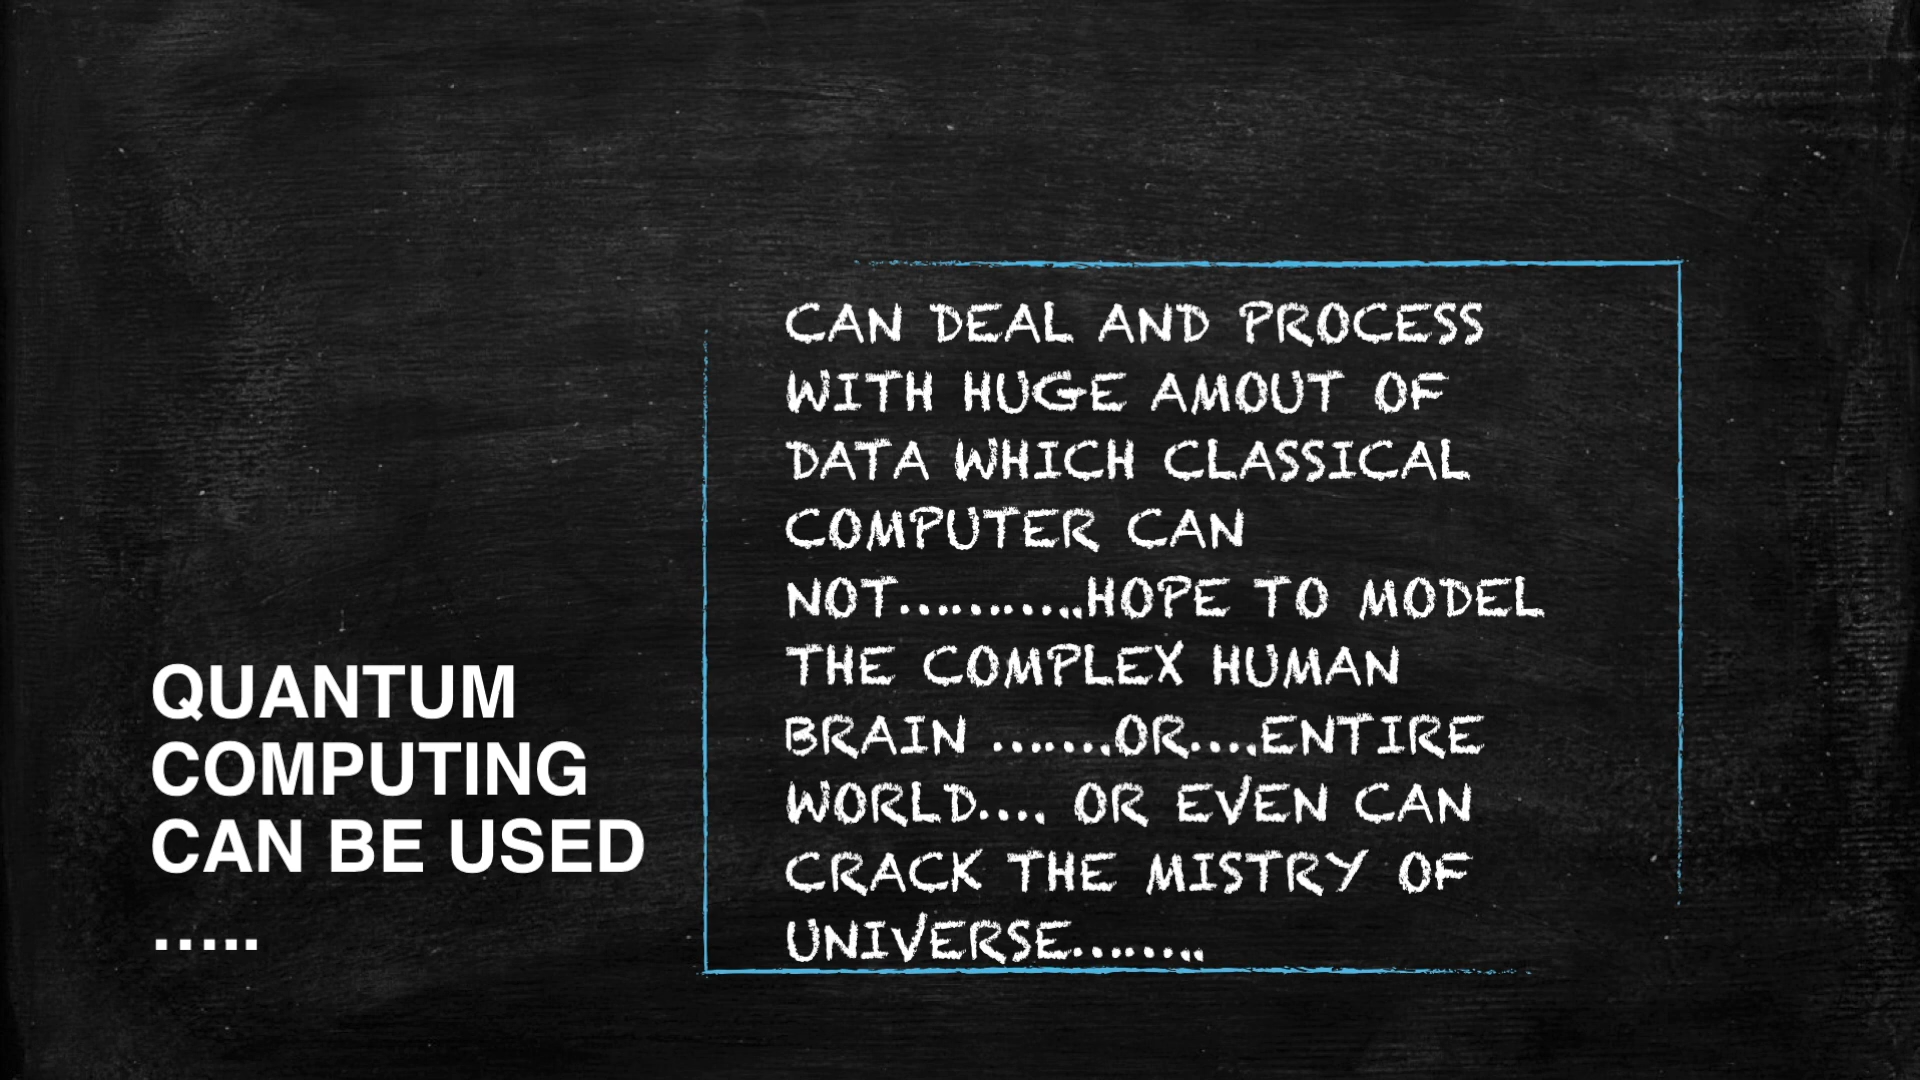 QUANTUM
COMPUTING
CAN BE USED
.....
CAN DEAL AND PROCESS
WITH HUGE AMOUT OF
DATA WHICH CLASSICAL
COMPUTER CAN
NOT...........HOPE TO MODEL
THE COMPLEX HUMAN
BRAIN .......OR....ENTIRE
WORLD.... OR EVEN CAN
CRACK THE MISTRY OF
UNIVERSE........